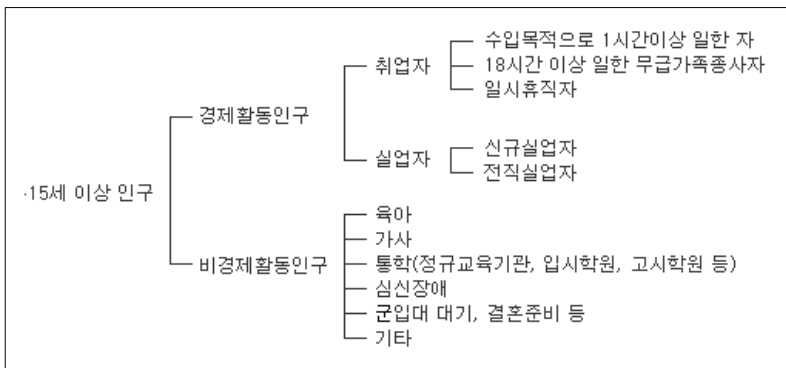 수입목적으로 1시간이상 일한 자
취업자
18시간 이상 일한 무급가족종사자
일시휴직자
경제활동인구
신규실업자
실업자
전직실업자
·15세 이상 인구
육아
가사
비경제활동인구
통학(정규교육기관, 입시학원, 고시학원 등)
심신장애
군입대 대기, 결혼준비 등
기타